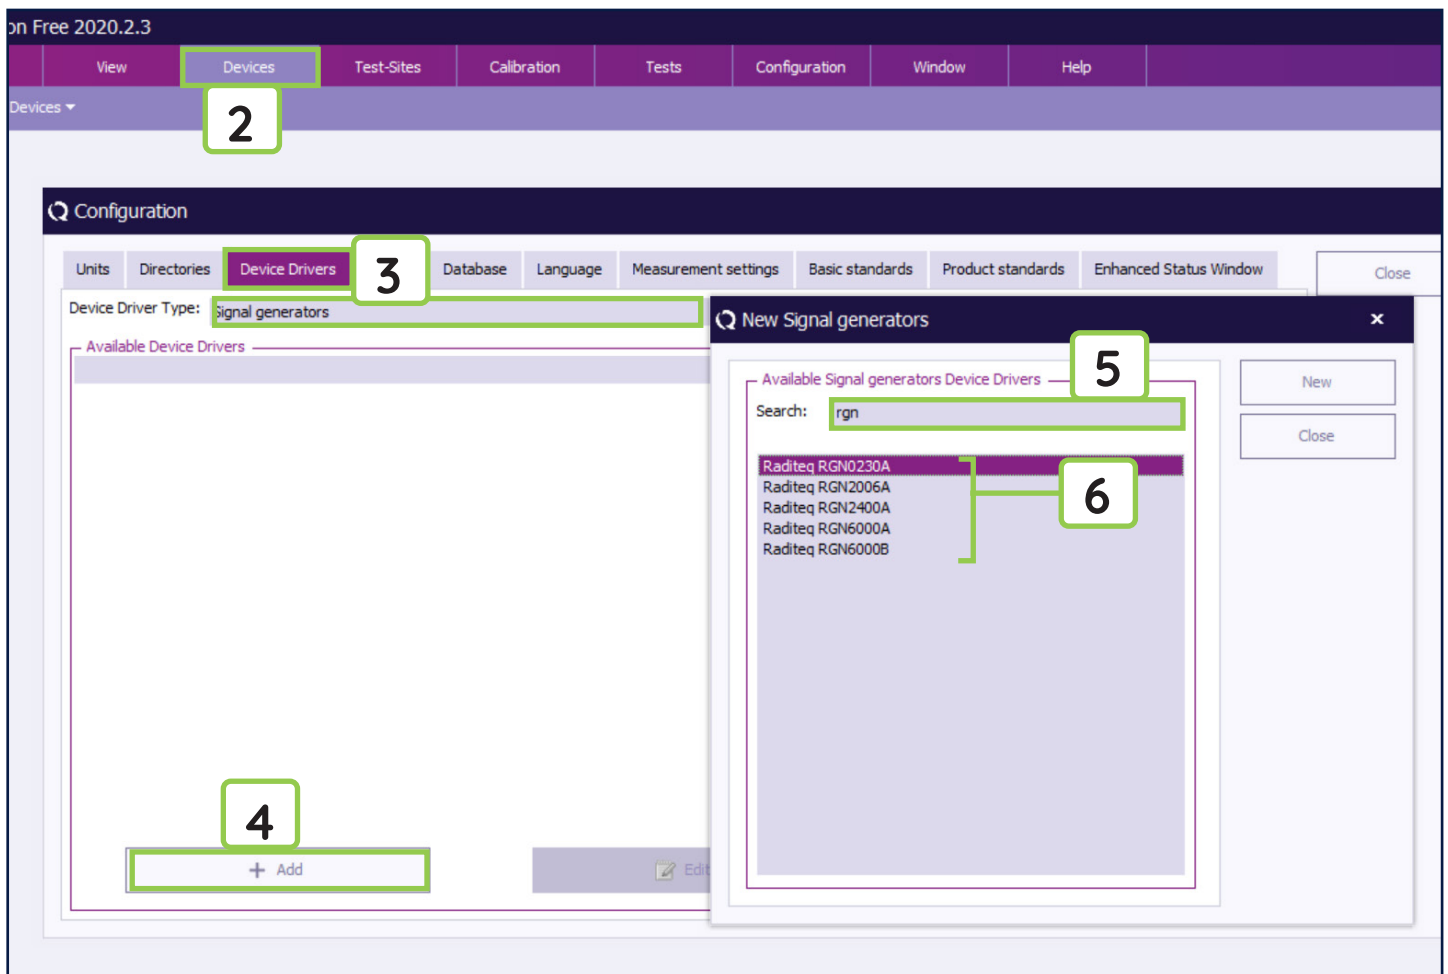 on Free 2020.2.3
View Devices Test-Sites Calibration Tests Configuration Window Help
Devices
2
Configuration
Units Directories Device Drivers 3 Database Language Measurement settings Basic standards Product standards Enhanced Status Window Close
Device Driver Type: Signal generators
Available Device Drivers
New Signal generators
5
Available Signal generators Device Drivers
New
Search: rgn
Close
Raditeq RGN0230A
Raditeq RGN2006A
Raditeq RGN2400A
Raditeq RGN6000A
Raditeq RGN6000B
6
4
+ Add
Edit